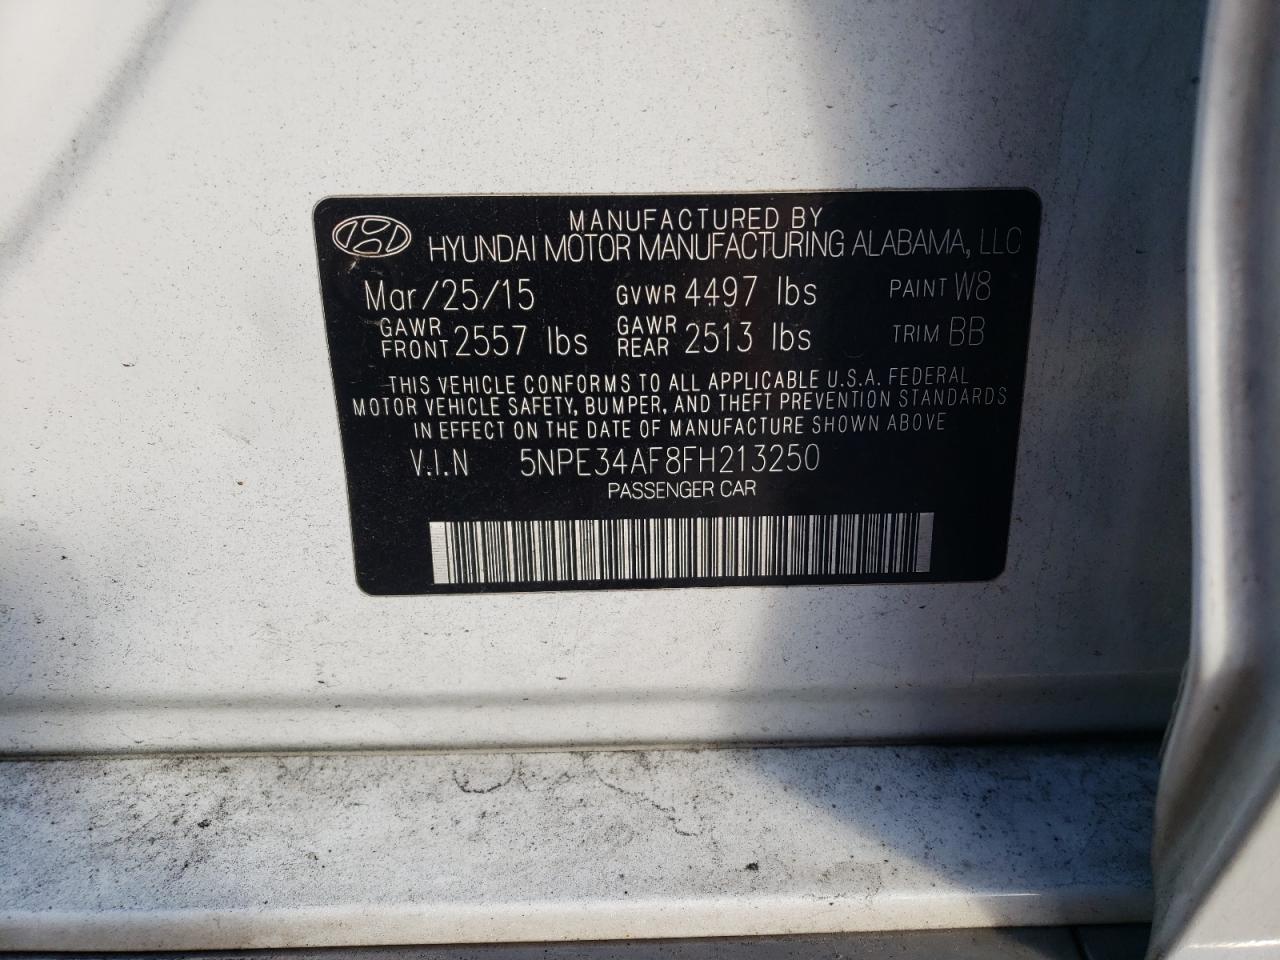 MANUFACTURED BY
HYUNDAI MOTOR MANUFACTURING ALABAMA, LLC
Mar/25/15 GVWR 4497 lbs PAINT W8
GAWR FRONT 2557 lbs GAWR REAR 2513 lbs TRIM BB
THIS VEHICLE CONFORMS TO ALL APPLICABLE U.S.A. FEDERAL
MOTOR VEHICLE SAFETY, BUMPER, AND THEFT PREVENTION STANDARDS
IN EFFECT ON THE DATE OF MANUFACTURE SHOWN ABOVE
V.I.N 5NPE34AF8FH213250
PASSENGER CAR